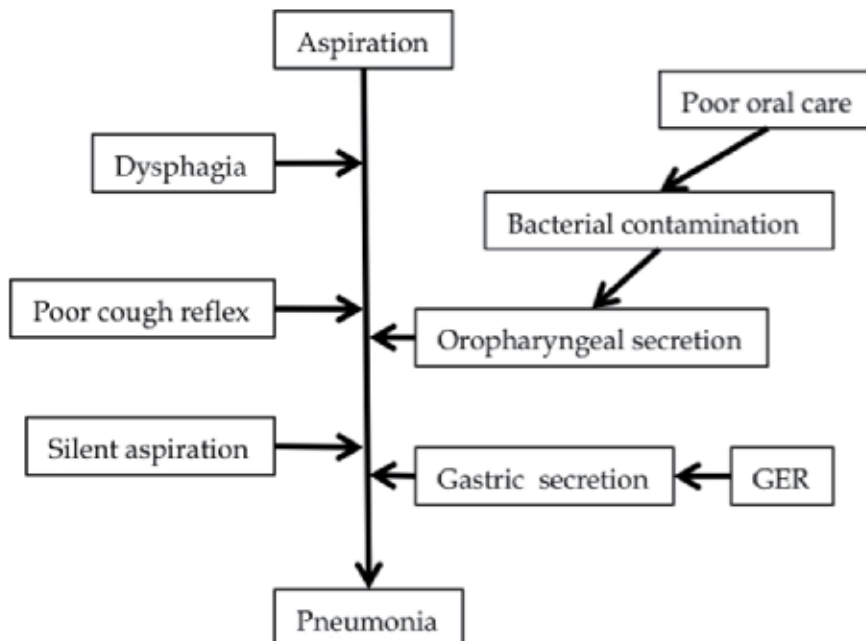 Aspiration
Poor oral care
Dysphagia
Bacterial contamination
Poor cough reflex
Oropharyngeal secretion
Silent aspiration
Gastric secretion
GER
Pneumonia